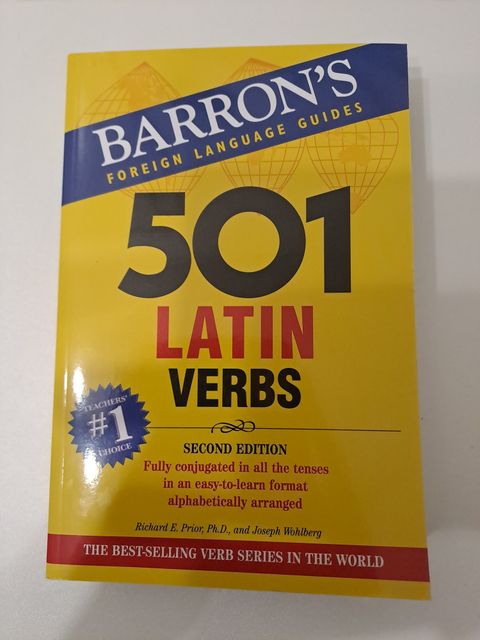 BARRON'S
FOREIGN LANGUAGE GUIDES
501
LATIN
VERBS
TEACHERS'
#1
CHOICE
SECOND EDITION
Fully conjugated in all the tenses
in an easy-to-learn format
alphabetically arranged
Richard E. Prior, Ph.D., and Joseph Wohlberg
THE BEST-SELLING VERB SERIES IN THE WORLD